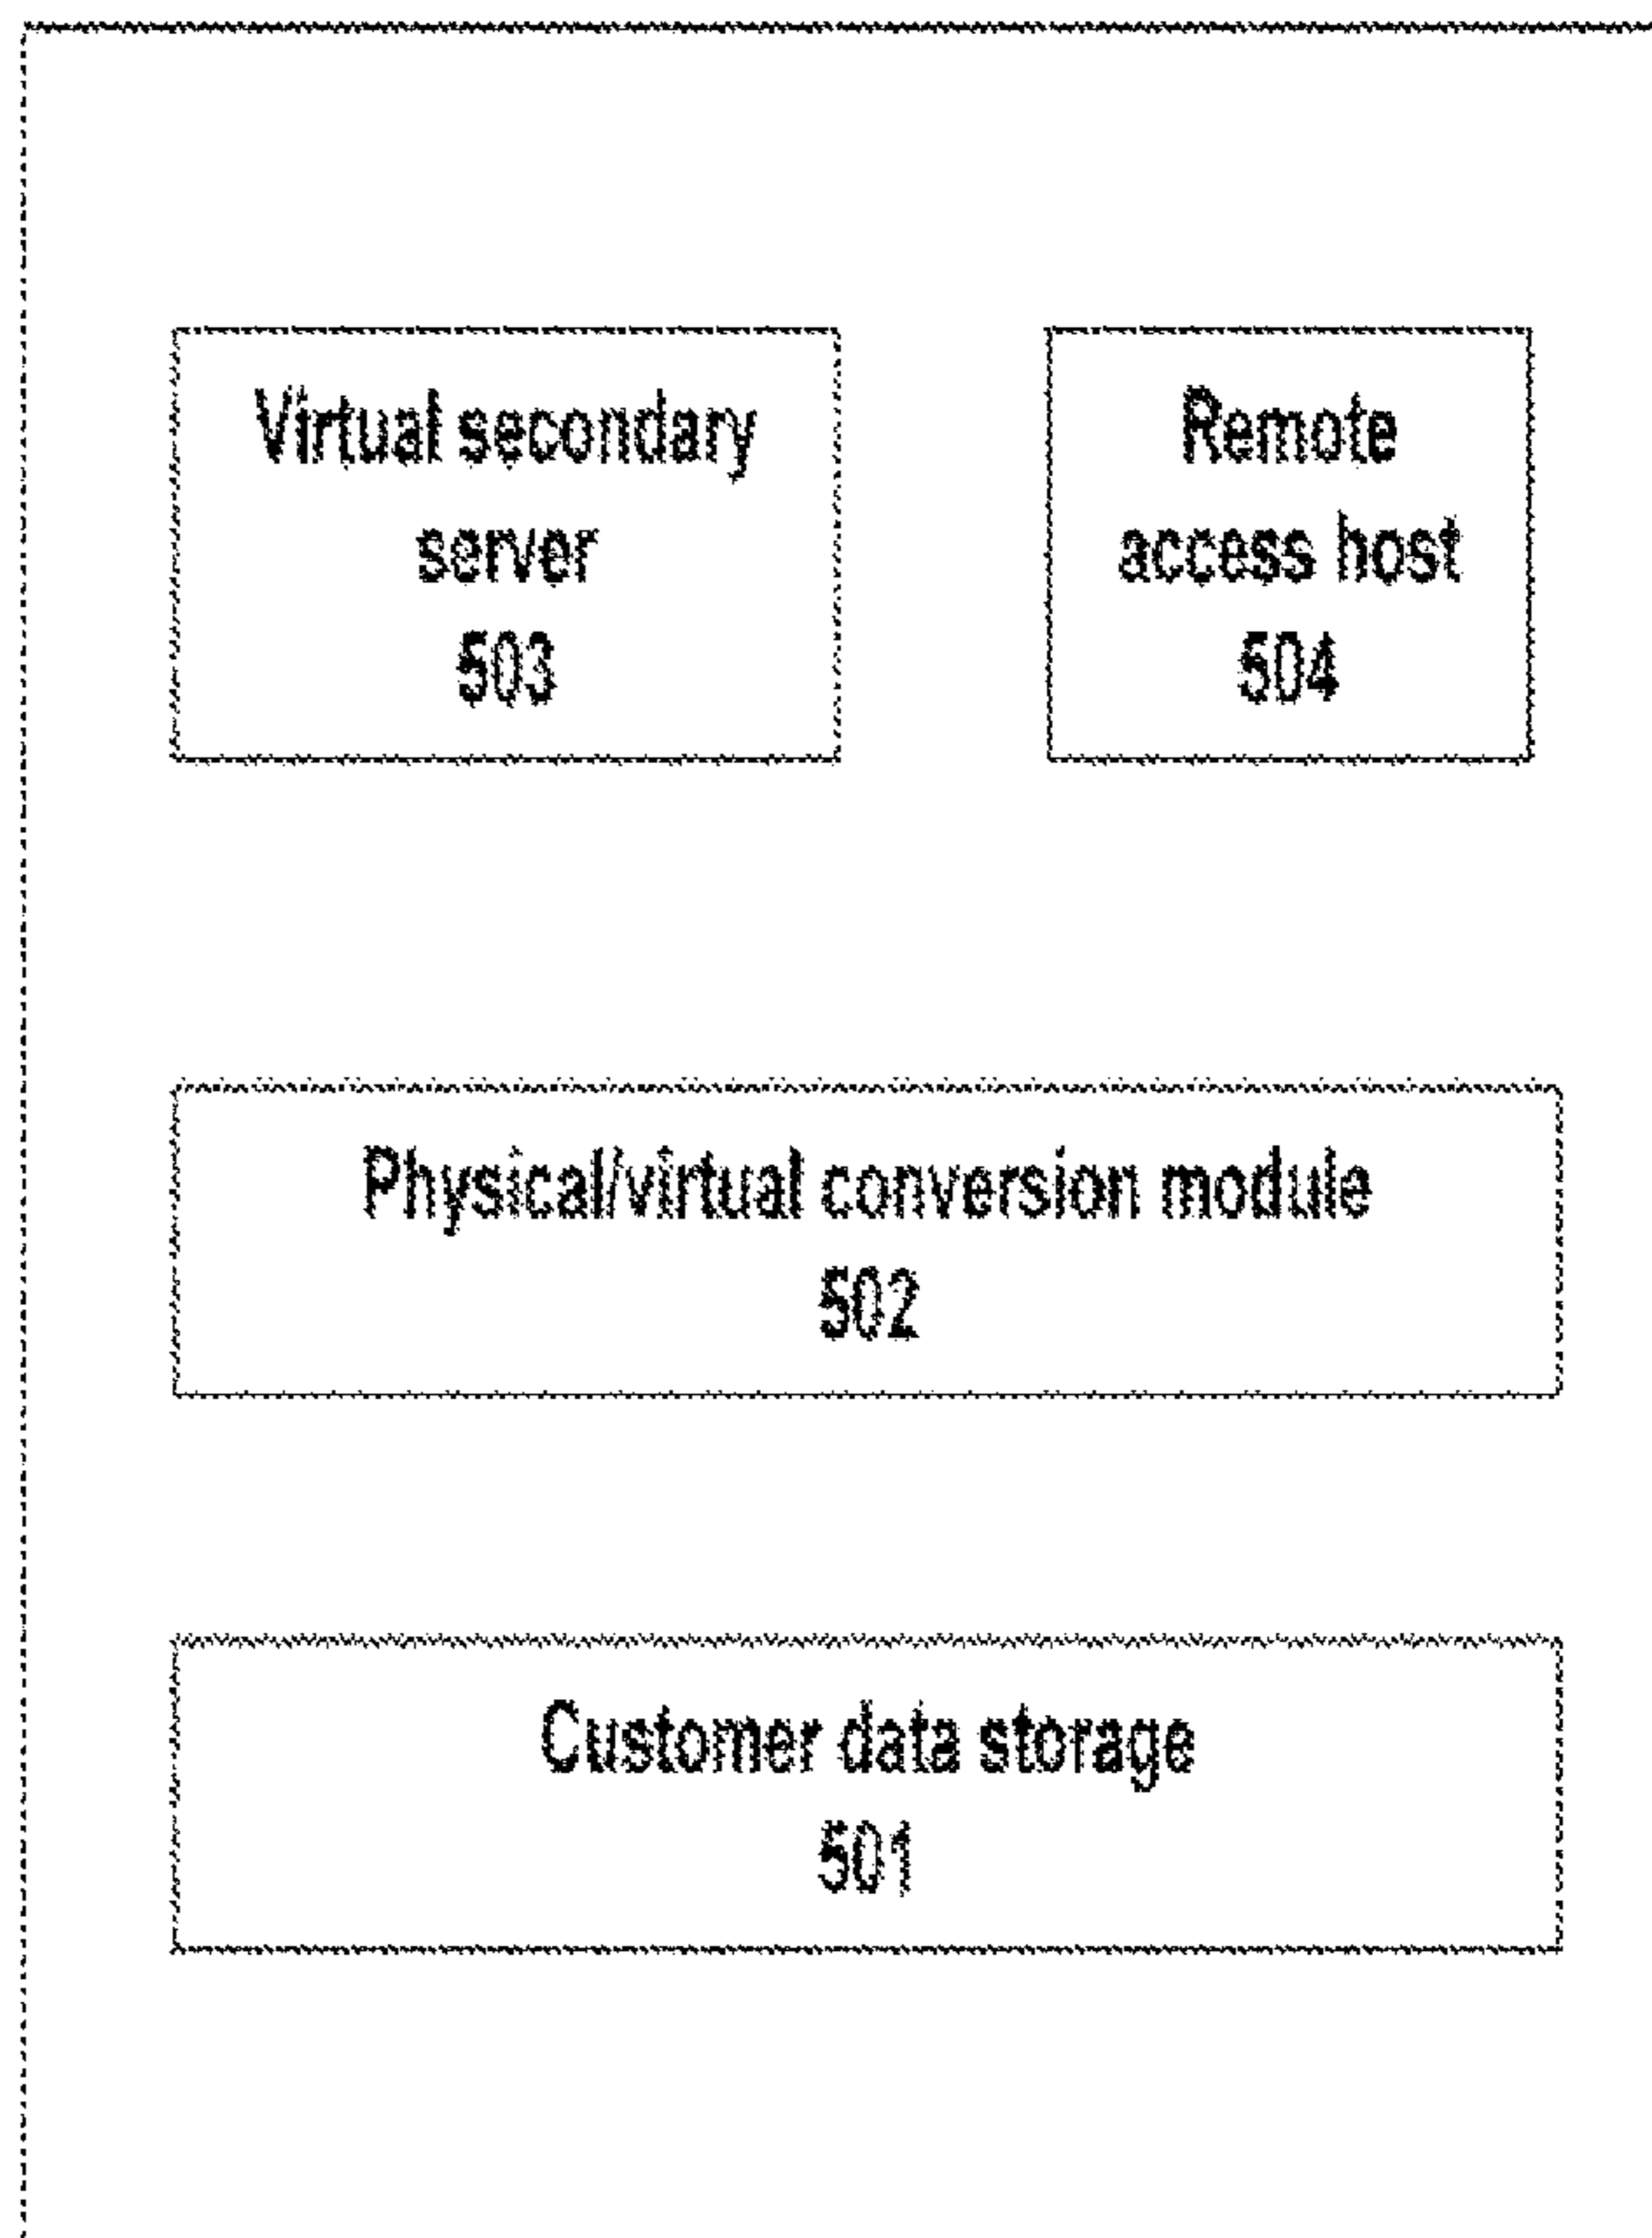 Virtual secondary
server
503
Remote
access host
504
Physical/virtual conversion module
502
Customer data storage
501